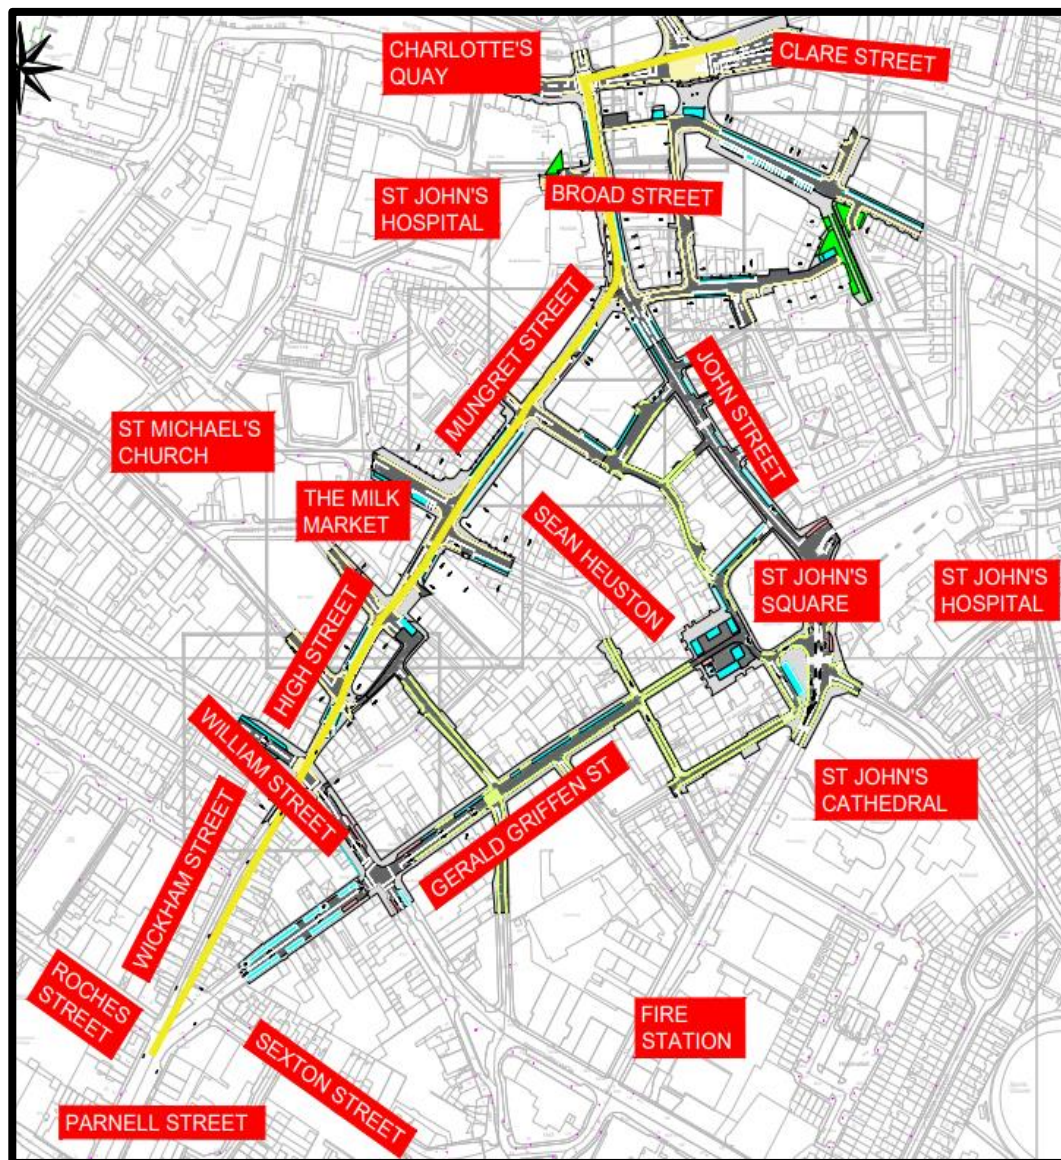 CHARLOTTE'S
QUAY
CLARE STREET
ST JOHN'S
HOSPITAL
BROAD STREET
MUNGRET STREET
JOHN STREET
ST MICHAEL'S
CHURCH
THE MILK
MARKET
SEAN HEUSTON
ST JOHN'S
SQUARE
ST JOHN'S
HOSPITAL
HIGH STREET
WILLIAM STREET
ST JOHN'S
CATHEDRAL
WICKHAM STREET
GERALD GRIFFEN ST
ROCHES
STREET
FIRE
STATION
SEXTON STREET
PARNELL STREET